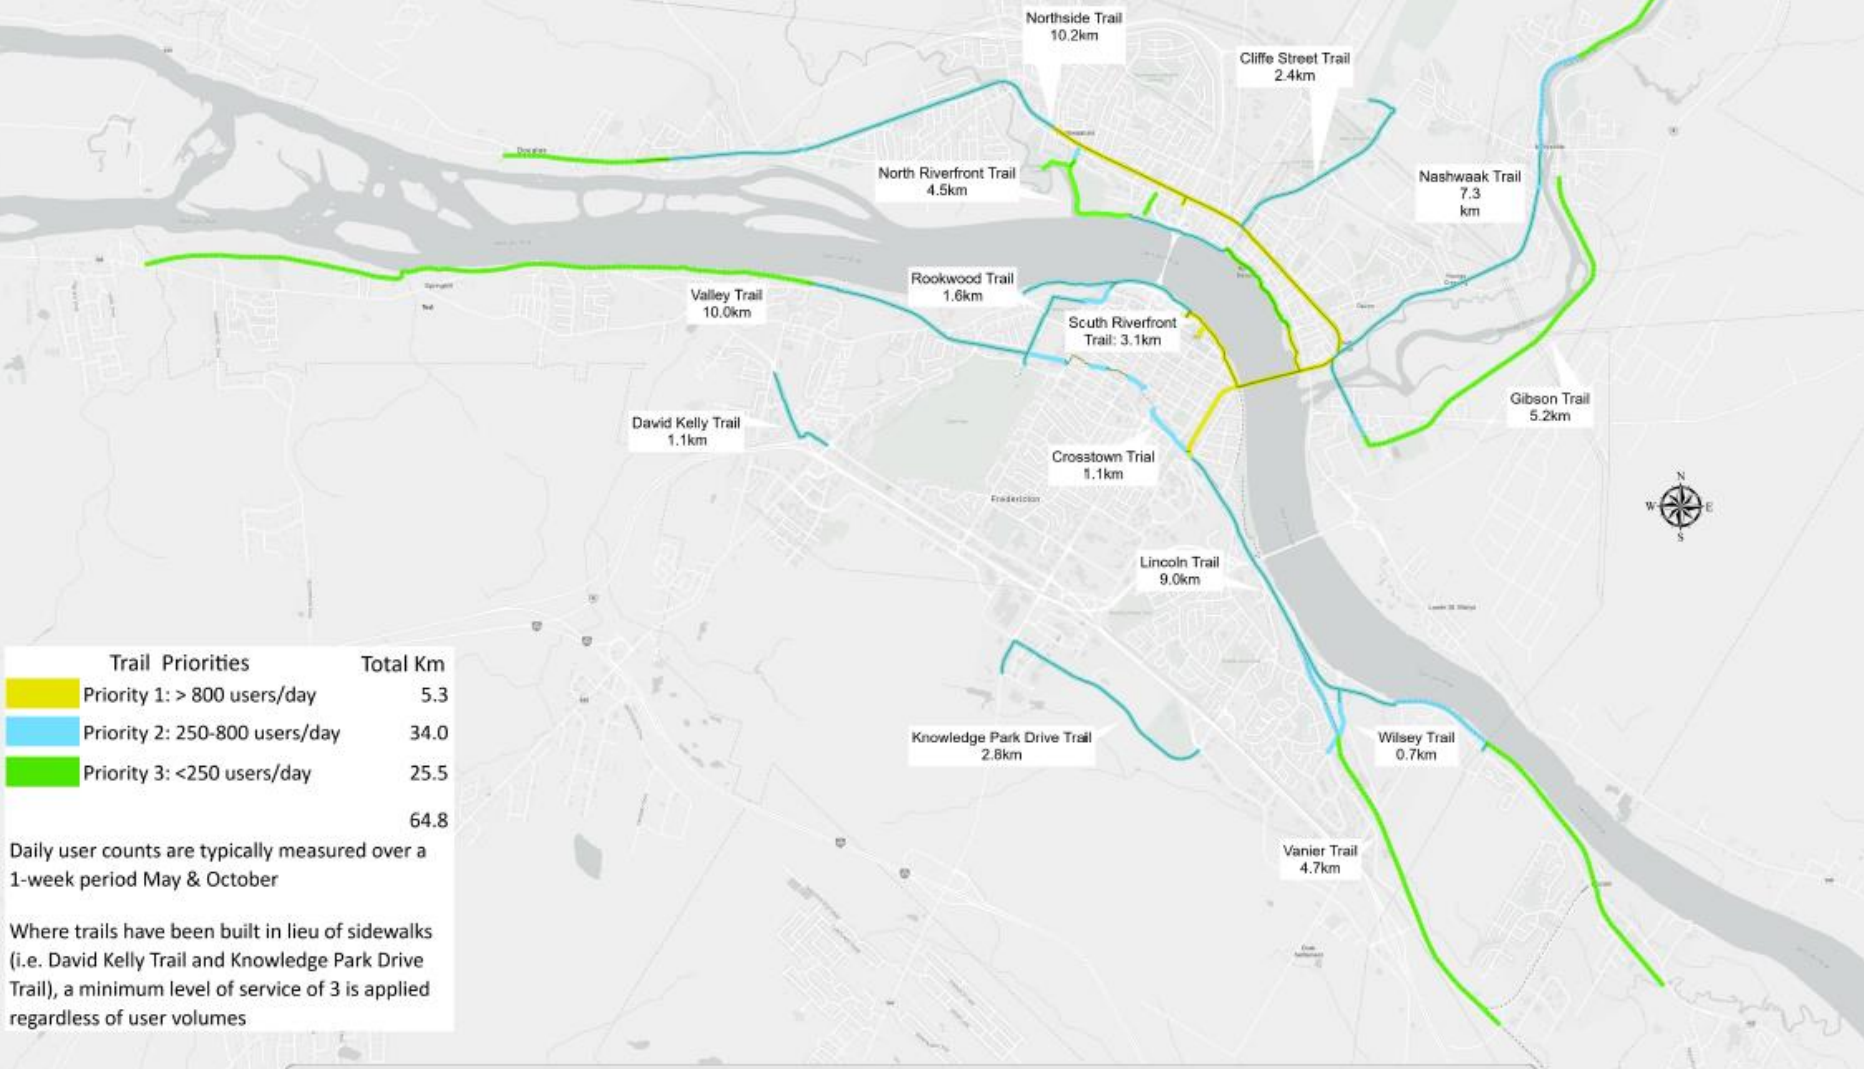 Northside Trail
10.2km
Cliffe Street Trail
2.4km
North Riverfront Trail
4.5km
Nashwaak Trail
7.3
km
Rookwood Trail
1.6km
Valley Trail
10.0km
South Riverfront
Trail: 3.1km
Gibson Trail
5.2km
David Kelly Trail
1.1km
Crosstown Trial
1.1km
Fredericton
N
W
E
S
Lincoln Trail
9.0km
Knowledge Park Drive Trail
2.8km
Wilsey Trail
0.7km
Vanier Trail
4.7km
Douglas
Trail Priorities Total Km
Priority 1: > 800 users/day 5.3
Priority 2: 250-800 users/day 34.0
Priority 3: <250 users/day 25.5
64.8
Daily user counts are typically measured over a
1-week period May & October
Where trails have been built in lieu of sidewalks
(i.e. David Kelly Trail and Knowledge Park Drive
Trail), a minimum level of service of 3 is applied
regardless of user volumes